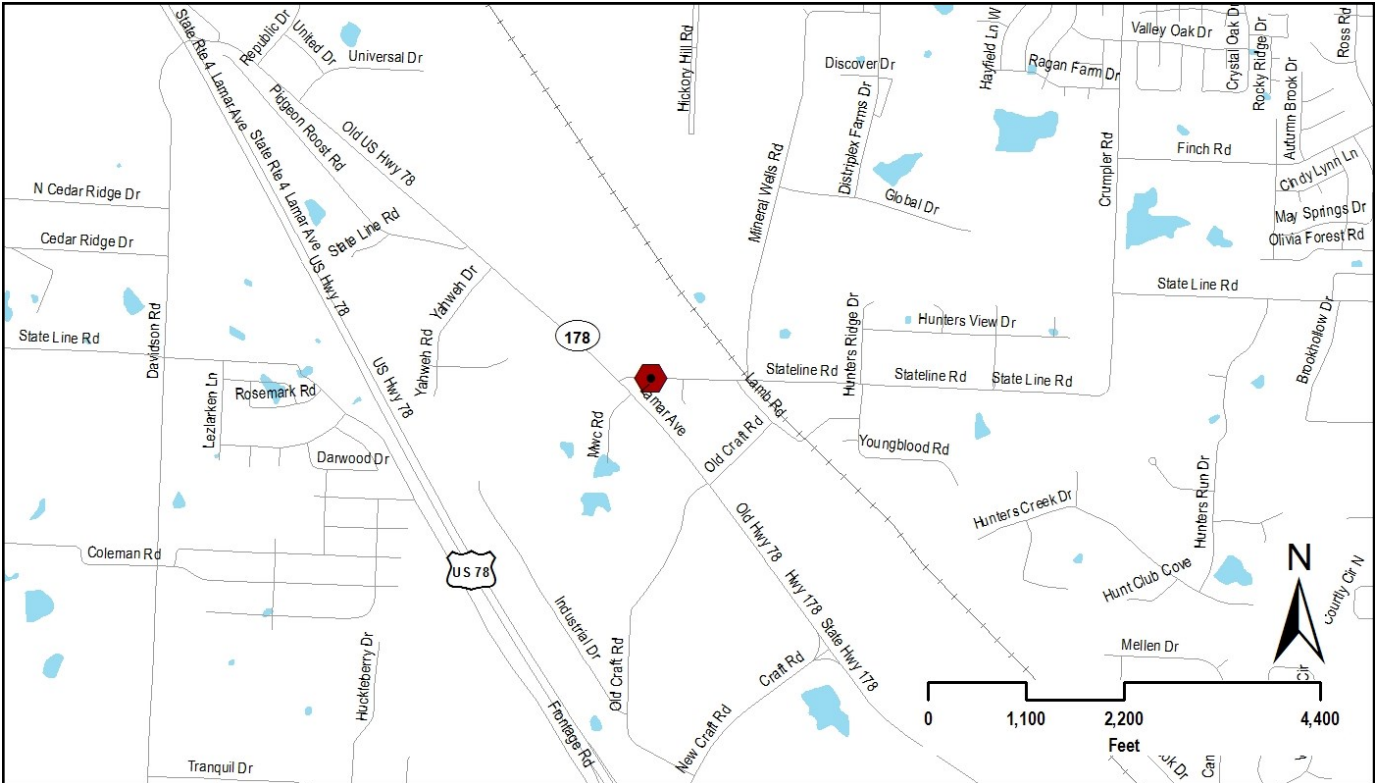 State Rte 4 Lamar Ave
Republic Dr
United Dr
Universal Dr
Hickory Hill Rd
Discover Dr
Hayfield Ln W
Ragan Farm Dr
Valley Oak Dr
Crystal Oak Dr
Rocky Ridge Dr
Ross Rd
Pidgeon Roost Rd
Old US Hwy 78
Distriplex Farms Dr
Autumn Brook Dr
State Rte 4 Lamar Ave
Mineral Wells Rd
Crumpler Rd
Finch Rd
Cindy Lynn Ln
N Cedar Ridge Dr
Global Dr
May Springs Dr
Cedar Ridge Dr
State Line Rd
Olivia Forest Rd
US Hwy 78
Yahweh Dr
State Line Rd
Davidson Rd
State Line Rd
Yahweh Rd
178
Hunters Ridge Dr
Hunters View Dr
Brookhollow Dr
US Hwy 78
Stateline Rd
Stateline Rd
State Line Rd
Lezlarken Ln
Rosemark Rd
Lamar Ave
Lamb Rd
Mwc Rd
Old Craft Rd
Youngblood Rd
Darwood Dr
Hunters Run Dr
Hunters Creek Dr
Old Hwy 78
Coleman Rd
US 78
Hwy 178
Hunt Club Cove
N
Courtly Cir N
Industrial Dr
State Hwy 178
Huckleberry Dr
Old Craft Rd
Craft Rd
Mellen Dr
Cir
Frontage Rd
New Craft Rd
0 1,100 2,200 4,400
Feet
Tranquil Dr
ok Dr
Can